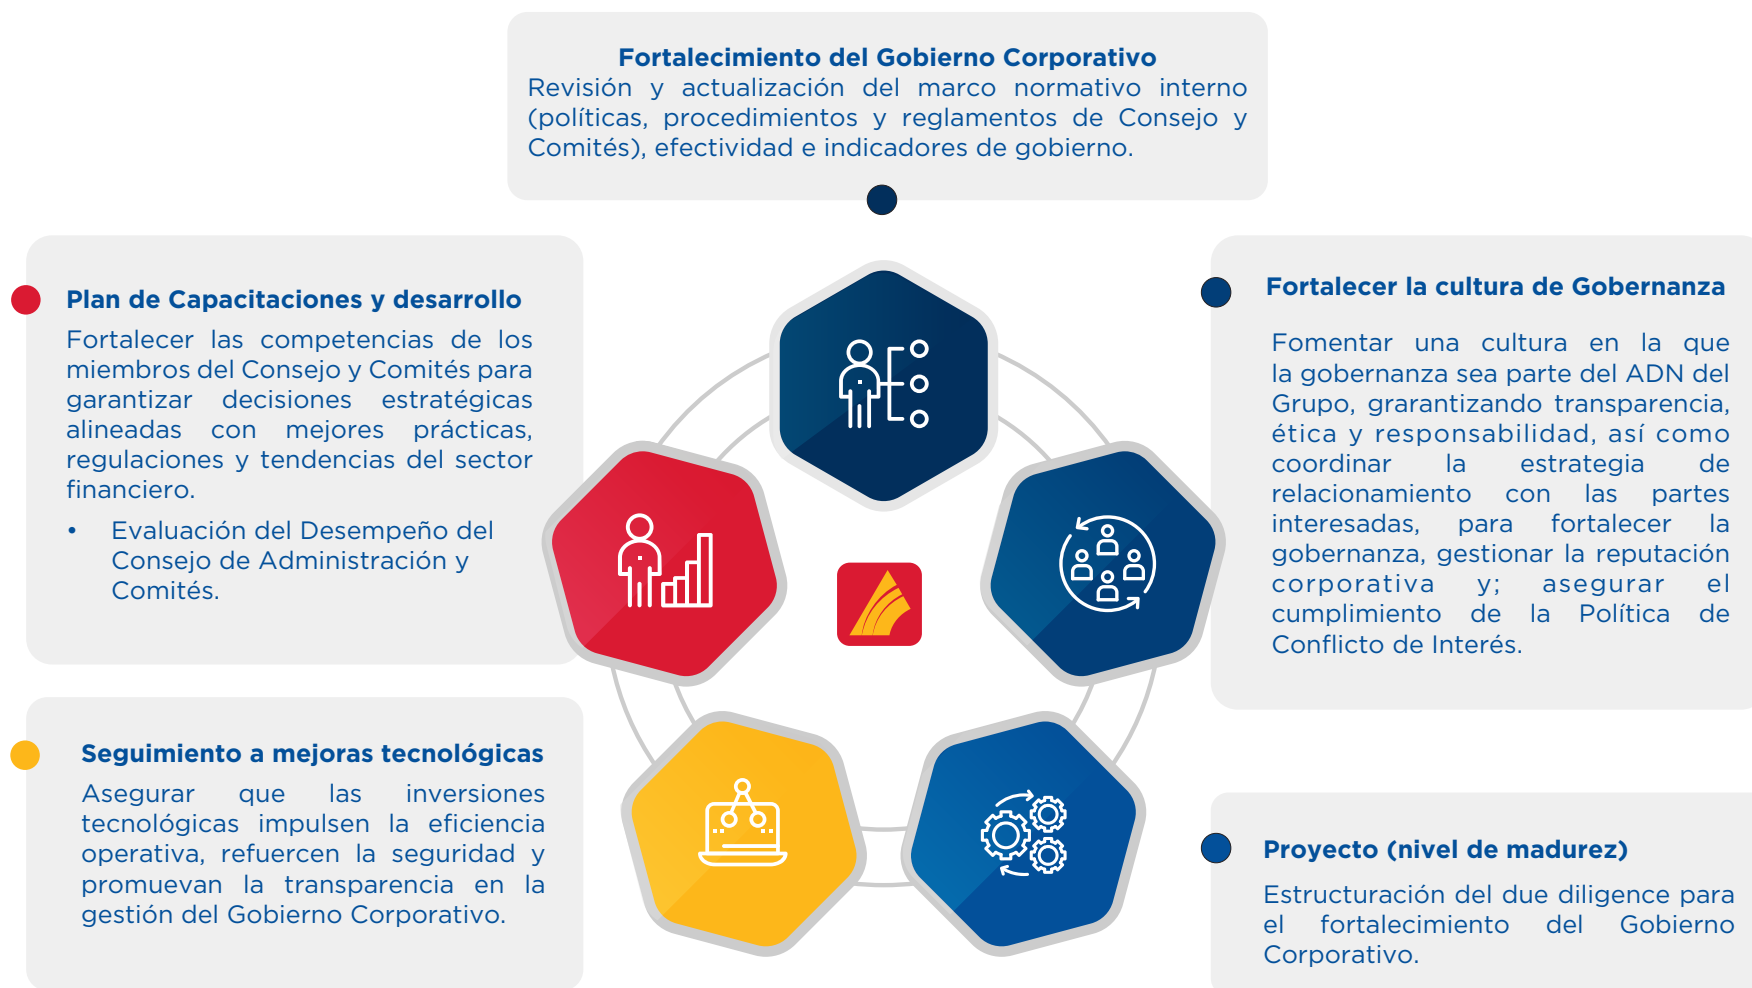 Fortalecimiento del Gobierno Corporativo
Revisión y actualización del marco normativo interno
(políticas, procedimientos y reglamentos de Consejo y
Comités), efectividad e indicadores de gobierno.
Plan de Capacitaciones y desarrollo
Fortalecer las competencias de los
miembros del Consejo y Comités para
garantizar decisiones estratégicas
alineadas con mejores prácticas,
regulaciones y tendencias del sector
financiero.
• Evaluación del Desempeño del
Consejo de Administración y
Comités.
Fortalecer la cultura de Gobernanza
Fomentar una cultura en la que
la gobernanza sea parte del ADN del
Grupo, grarantizando transparencia,
ética y responsabilidad, así como
coordinar la estrategia de
relacionamiento con las partes
interesadas, para fortalecer la
gobernanza, gestionar la reputación
corporativa y; asegurar el
cumplimiento de la Política de
Conflicto de Interés.
Seguimiento a mejoras tecnológicas
Asegurar que las inversiones
tecnológicas impulsen la eficiencia
operativa, refuercen la seguridad y
promuevan la transparencia en la
gestión del Gobierno Corporativo.
Proyecto (nivel de madurez)
Estructuración del due diligence para
el fortalecimiento del Gobierno
Corporativo.